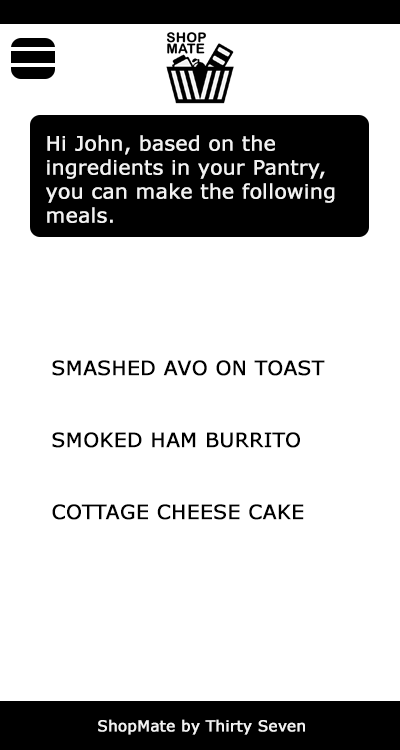 SHOP
MATE
Hi John, based on the
ingredients in your Pantry,
you can make the following
meals.
SMASHED AVO ON TOAST
SMOKED HAM BURRITO
COTTAGE CHEESE CAKE
ShopMate by Thirty Seven